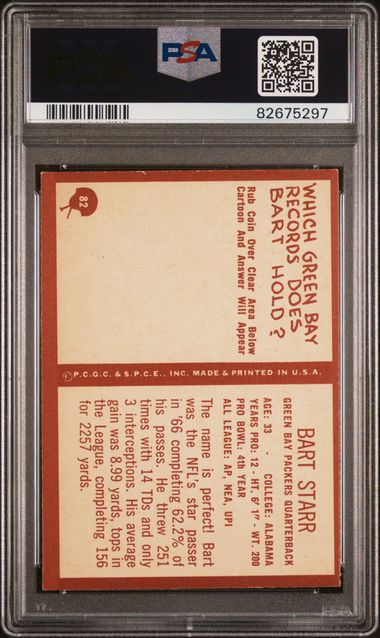 PSA
PSA
82675297
82
WHICH GREEN BAY
RECORDS DOES
BART HOLD?
Rub Coin Over Clear Area Below
Cartoon And Answer Will Appear
© P.C.G.C. & S.P.C.E., INC. MADE & PRINTED IN U.S.A.
BART STARR
GREEN BAY PACKERS QUARTERBACK
AGE: 33 - COLLEGE: ALABAMA
YEARS PRO: 12 - HT. 6' 1" - WT. 200
PRO BOWL: 4th YEAR
ALL LEAGUE: AP, NEA, UPI
The name is perfect! Bart
was the NFL's star passer
in '66 completing 62.2% of
his passes. He threw 251
times with 14 TDs and only
3 interceptions. His average
gain was 8.99 yards, tops in
the League, completing 156
for 2257 yards.